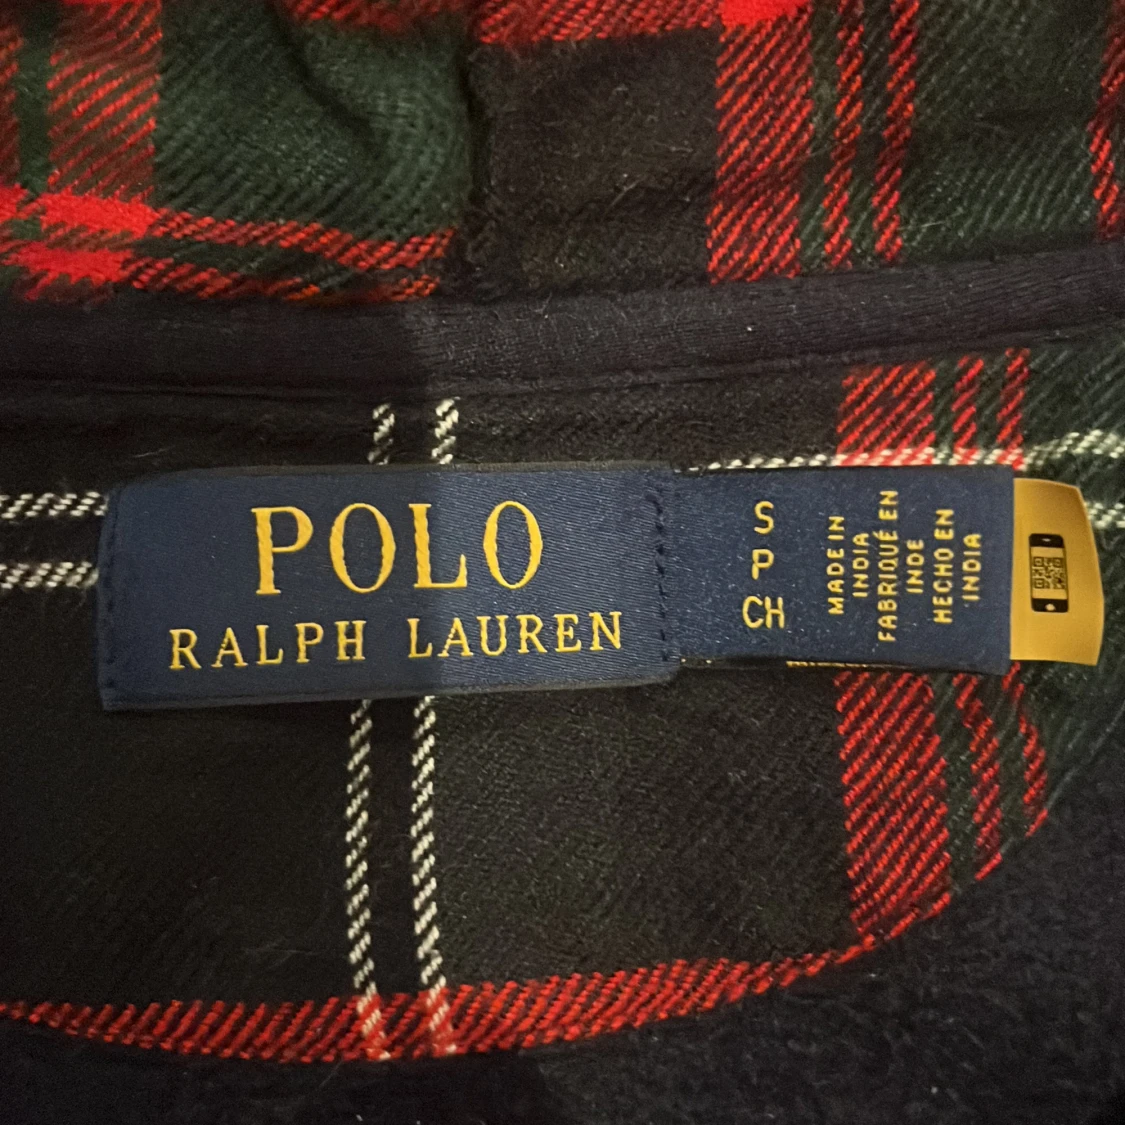 POLO
RALPH LAUREN
S
P
CH
MADE IN
INDIA
FABRIQUÉ EN
INDE
HECHO EN
INDIA